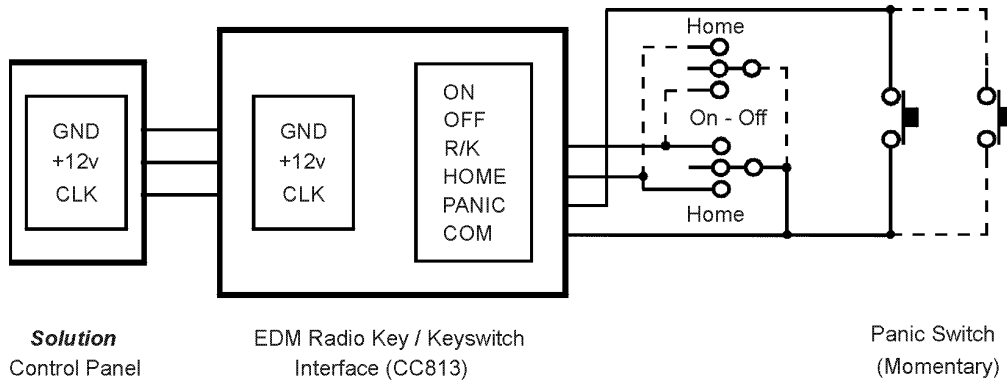 Home
ON
OFF
R/K
HOME
PANIC
COM
GND
+12v
CLK
GND
+12v
CLK
On - Off
Home
Solution
Control Panel
EDM Radio Key / Keyswitch
Interface (CC813)
Panic Switch
(Momentary)